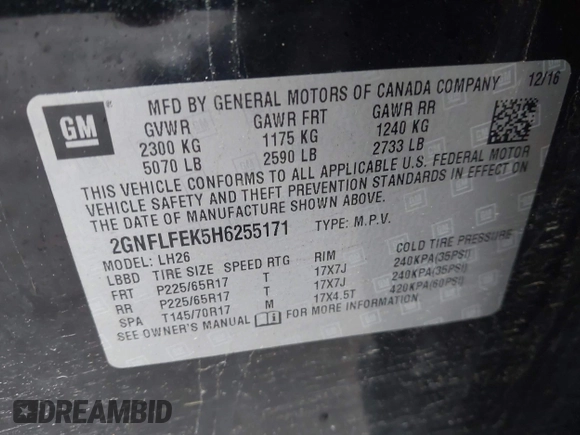 GM
MFD BY GENERAL MOTORS OF CANADA COMPANY 12/16
GVWR GAWR FRT GAWR RR
2300 KG 1175 KG 1240 KG
5070 LB 2590 LB 2733 LB
THIS VEHICLE CONFORMS TO ALL APPLICABLE U.S. FEDERAL MOTOR
VEHICLE SAFETY AND THEFT PREVENTION STANDARDS IN EFFECT ON
THE DATE OF MANUFACTURE SHOWN ABOVE.
2GNFLFEK5H6255171 TYPE: M.P.V.
MODEL: LH26
LBBD TIRE SIZE SPEED RTG RIM COLD TIRE PRESSURE
FRT P225/65R17 T 17X7J 240KPA(35PSI)
RR P225/65R17 T 17X7J 240KPA(35PSI)
SPA T145/70R17 M 17X4.5T 420KPA(60PSI)
SEE OWNER'S MANUAL FOR MORE INFORMATION
DREAMBID